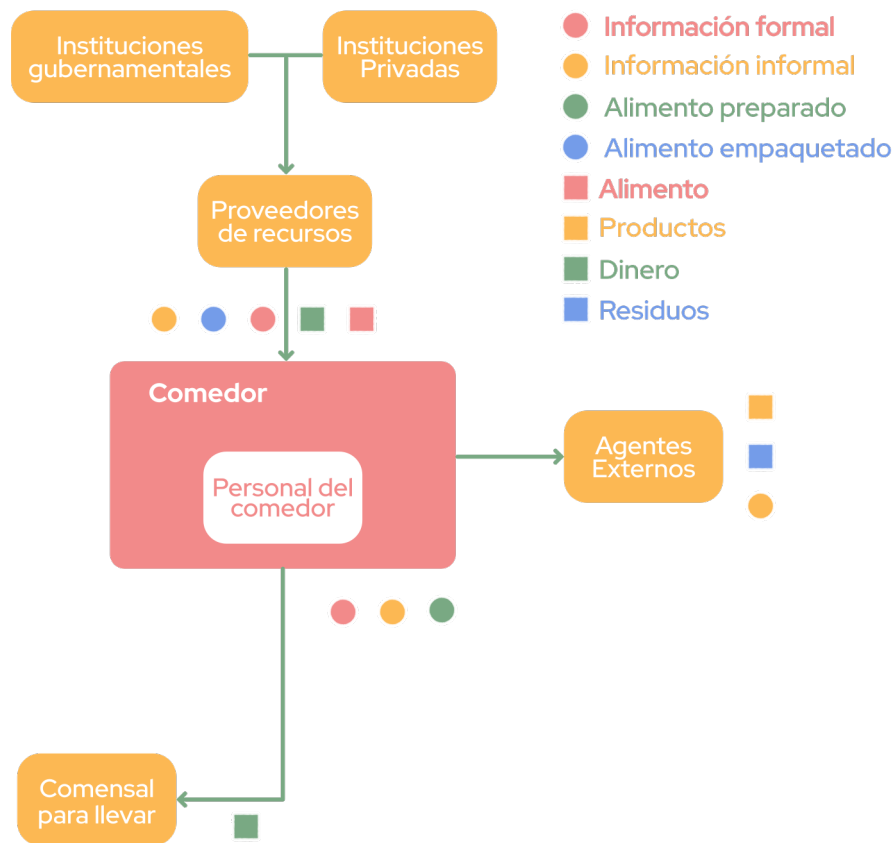 Instituciones
gubernamentales
Instituciones
Privadas
Información formal
Información informal
Alimento preparado
Alimento empaquetado
Alimento
Productos
Dinero
Residuos
Proveedores
de recursos
Comedor
Personal del
comedor
Agentes
Externos
Comensal
para llevar